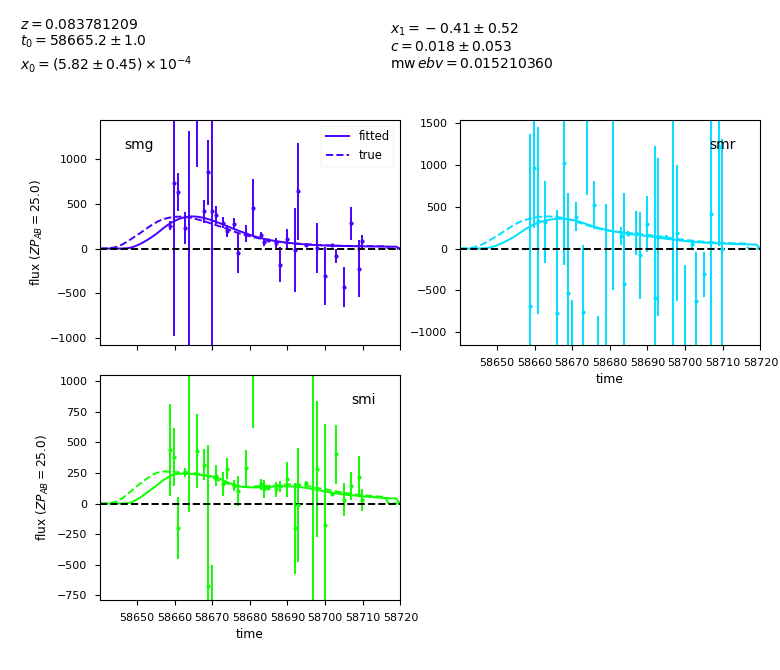 z = 0.083781209
t₀ = 58665.2 ± 1.0
x₀ = (5.82 ± 0.45) × 10⁻⁴
x₁ = −0.41 ± 0.52
c = 0.018 ± 0.053
mw ebv = 0.015210360
smg
fitted
true
1000
500
0
−500
−1000
flux (ZP_AB = 25.0)
smr
1500
1000
500
0
−500
−1000
58650 58660 58670 58680 58690 58700 58710 58720
time
smi
1000
750
500
250
0
−250
−500
−750
flux (ZP_AB = 25.0)
58650 58660 58670 58680 58690 58700 58710 58720
time